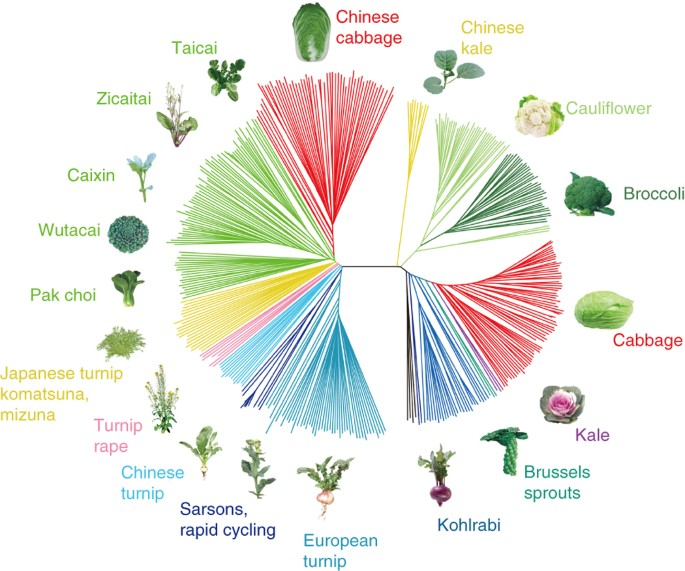 Chinese
cabbage
Chinese
kale
Taicai
Zicaitai
Cauliflower
Caixin
Broccoli
Wutacai
Pak choi
Cabbage
Japanese turnip
komatsuna,
mizuna
Turnip
rape
Kale
Chinese
turnip
Brussels
sprouts
Sarsons,
rapid cycling
Kohlrabi
European
turnip